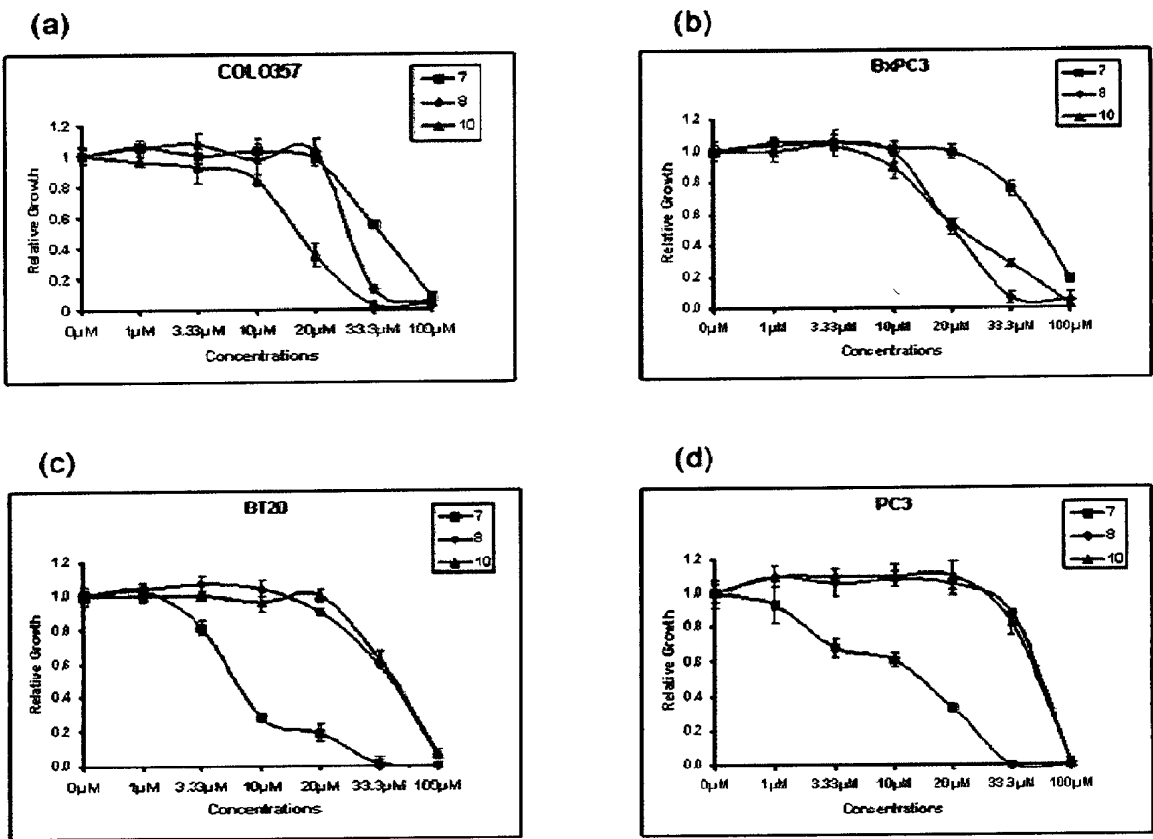 (a)
COLO357
7
8
10
Relative Growth
1.2
1
0.8
0.6
0.4
0.2
0
0µM
1µM
3.33µM
10µM
20µM
33.3µM
100µM
Concentrations
(b)
BxPC3
7
8
10
Relative Growth
1.2
1.0
0.8
0.6
0.4
0.2
0.0
0µM
1µM
3.33µM
10µM
20µM
33.3µM
100µM
Concentrations
(c)
BT20
7
8
10
Relative Growth
1.2
1.0
0.8
0.6
0.4
0.2
0.0
0µM
1µM
3.33µM
10µM
20µM
33.3µM
100µM
Concentrations
(d)
PC3
7
8
10
Relative Growth
1.2
1.0
0.8
0.6
0.4
0.2
0.0
0µM
1µM
3.33µM
10µM
20µM
33.3µM
100µM
Concentrations